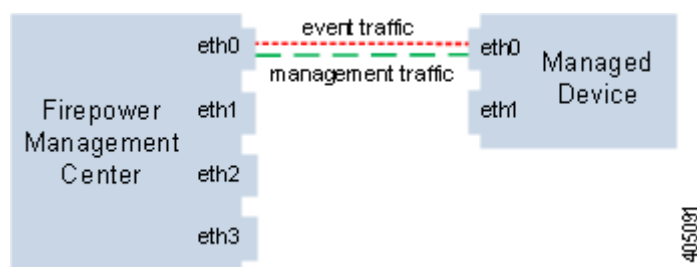 event traffic
eth0
eth0
management traffic
Managed
Device
Firepower
Management
Center
eth1
eth1
eth2
eth3
405091